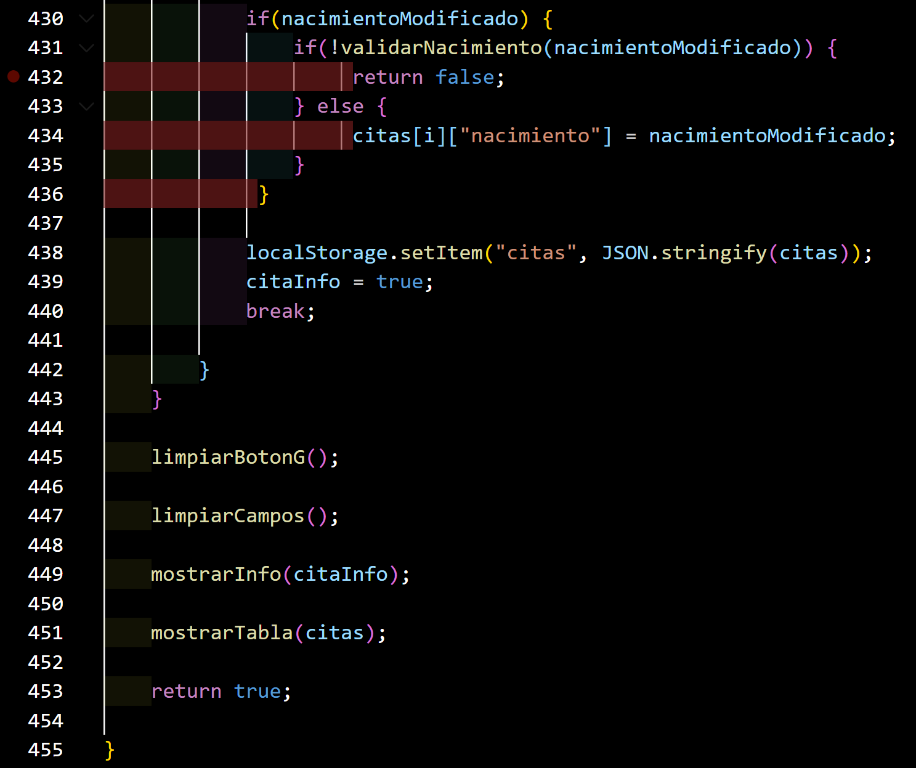 430 if(nacimientoModificado) {
431 if(!validarNacimiento(nacimientoModificado)) {
432 return false;
433 } else {
434 citas[i]["nacimiento"] = nacimientoModificado;
435 }
436 }
437
438 localStorage.setItem("citas", JSON.stringify(citas));
439 citaInfo = true;
440 break;
441
442 }
443 }
444
445 limpiarBotonG();
446
447 limpiarCampos();
448
449 mostrarInfo(citaInfo);
450
451 mostrarTabla(citas);
452
453 return true;
454
455 }